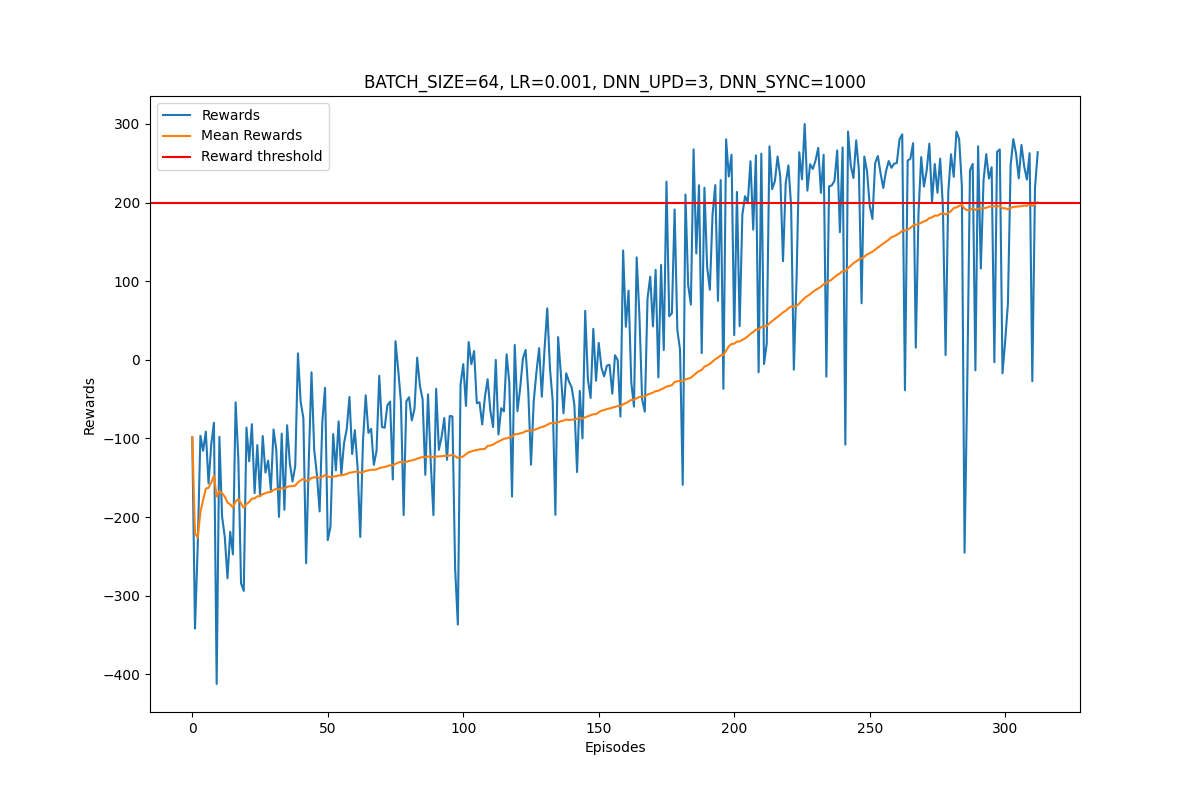 BATCH_SIZE=64, LR=0.001, DNN_UPD=3, DNN_SYNC=1000
Rewards
Mean Rewards
Reward threshold
300
200
100
0
−100
−200
−300
−400
Rewards
0 50 100 150 200 250 300
Episodes